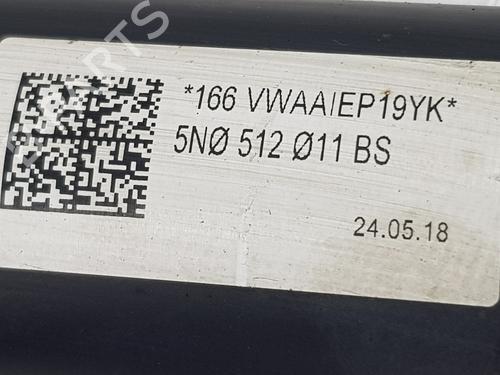 *166 VWAAIEP19YK*
5NØ 512 Ø11 BS
24.05.18